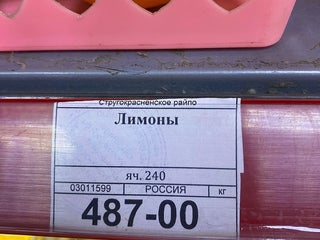 Стругокрасненское райпо
Лимоны
яч. 240
03011599 РОССИЯ кг
487-00